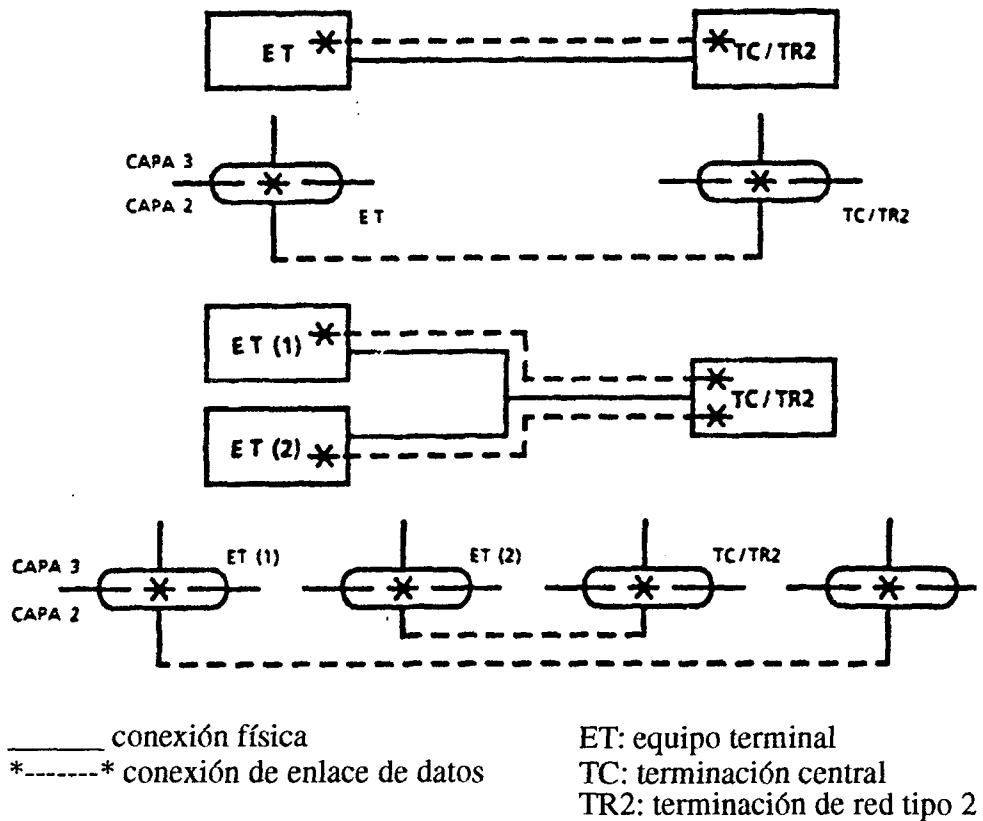 ET
TC/TR2
CAPA 3
CAPA 2
ET
TC/TR2
ET (1)
TC/TR2
ET (2)
CAPA 3
CAPA 2
ET (1)
ET (2)
TC/TR2
______ conexión física
*-------* conexión de enlace de datos
ET: equipo terminal
TC: terminación central
TR2: terminación de red tipo 2